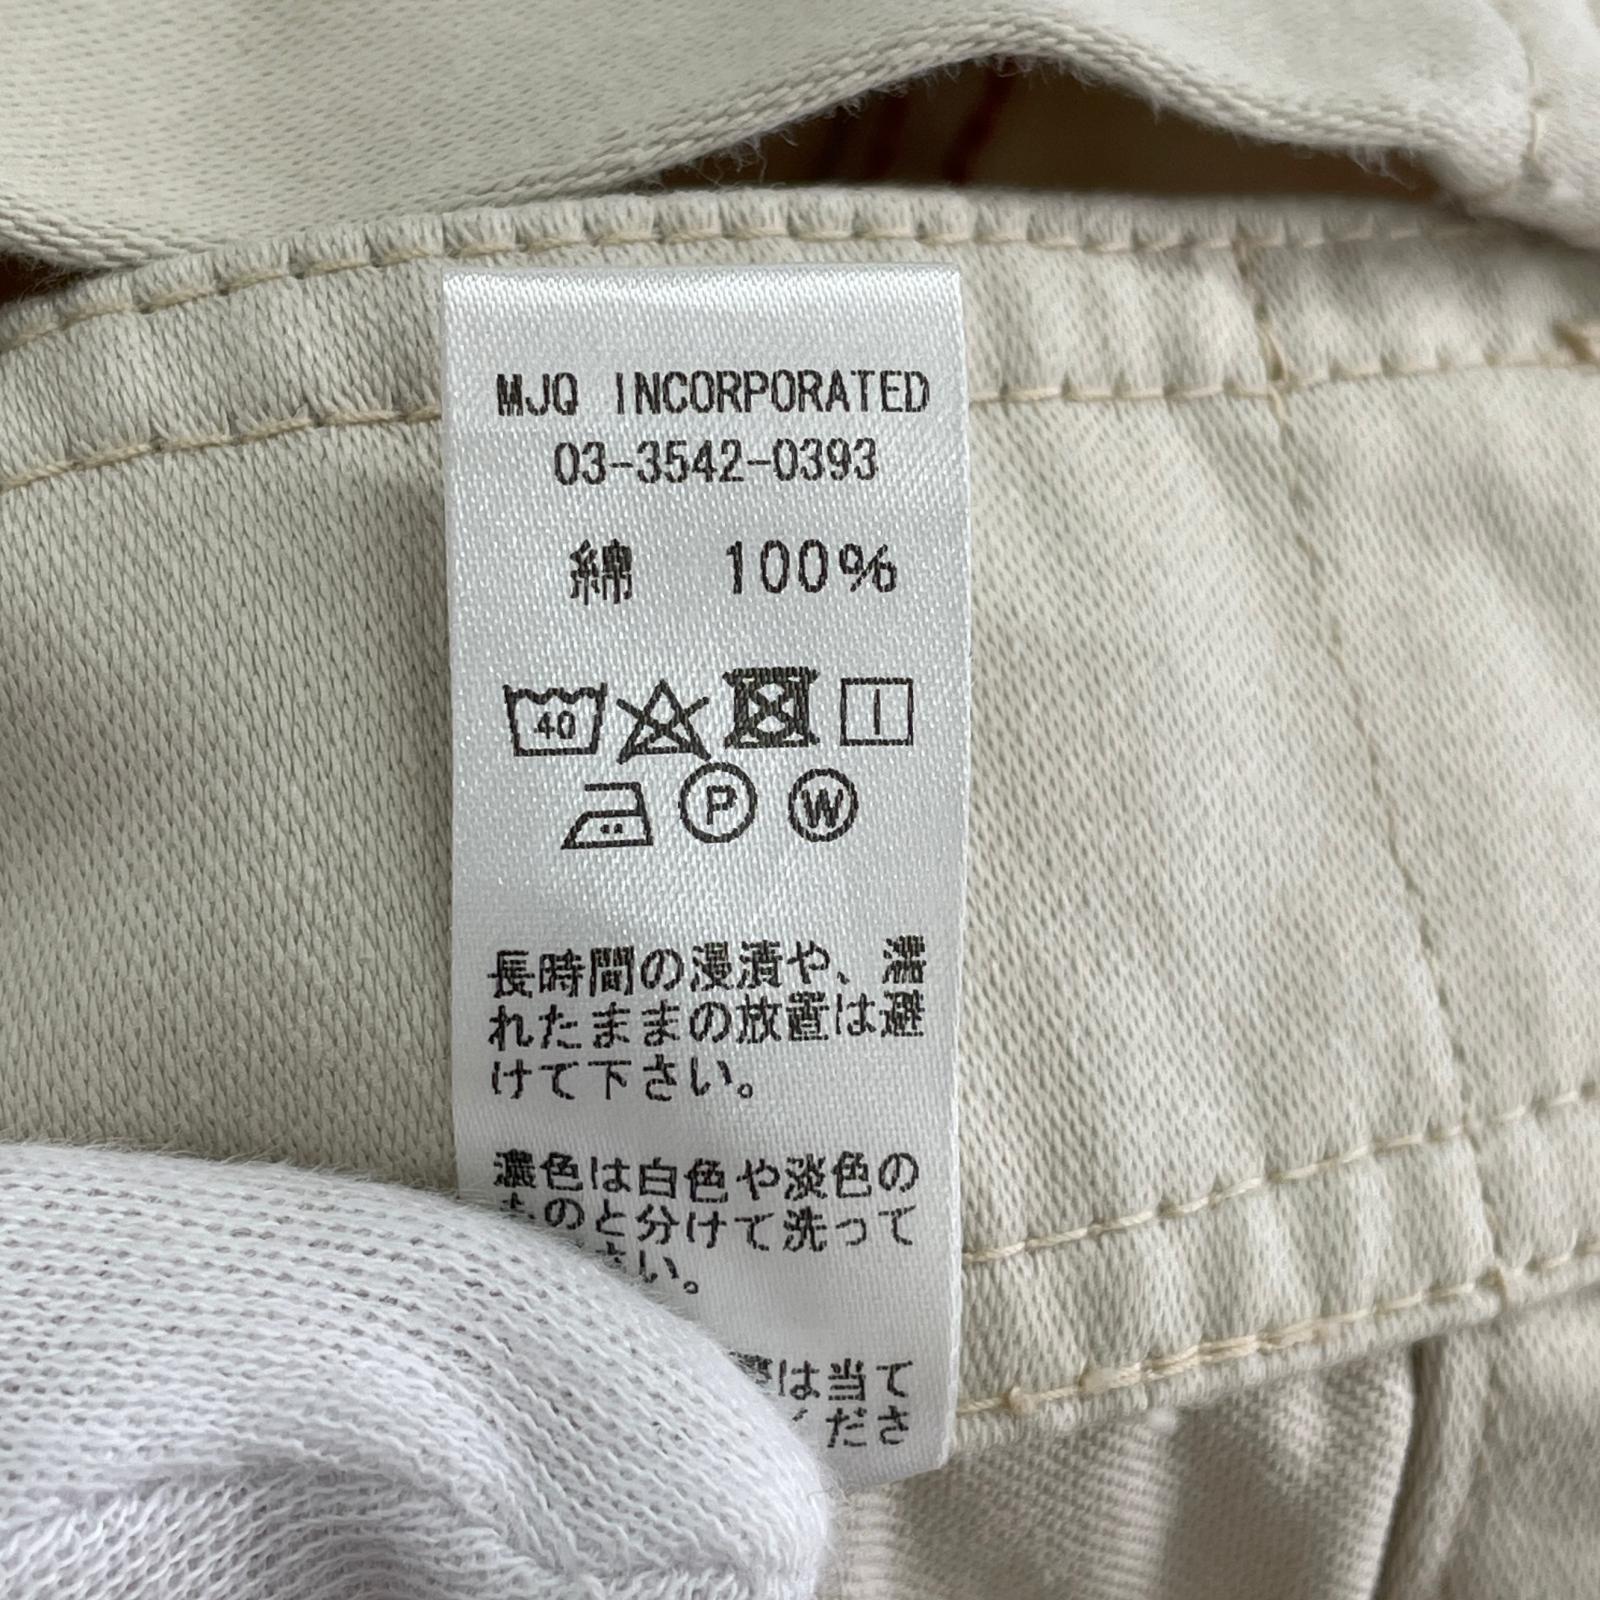 MJQ INCORPORATED
03-3542-0393
綿 100%
40
P W
長時間の浸漬や、濡
れたままの放置は避
けて下さい。
濃色は白色や淡色の
ものと分けて洗って
さい。
は当て
ださ